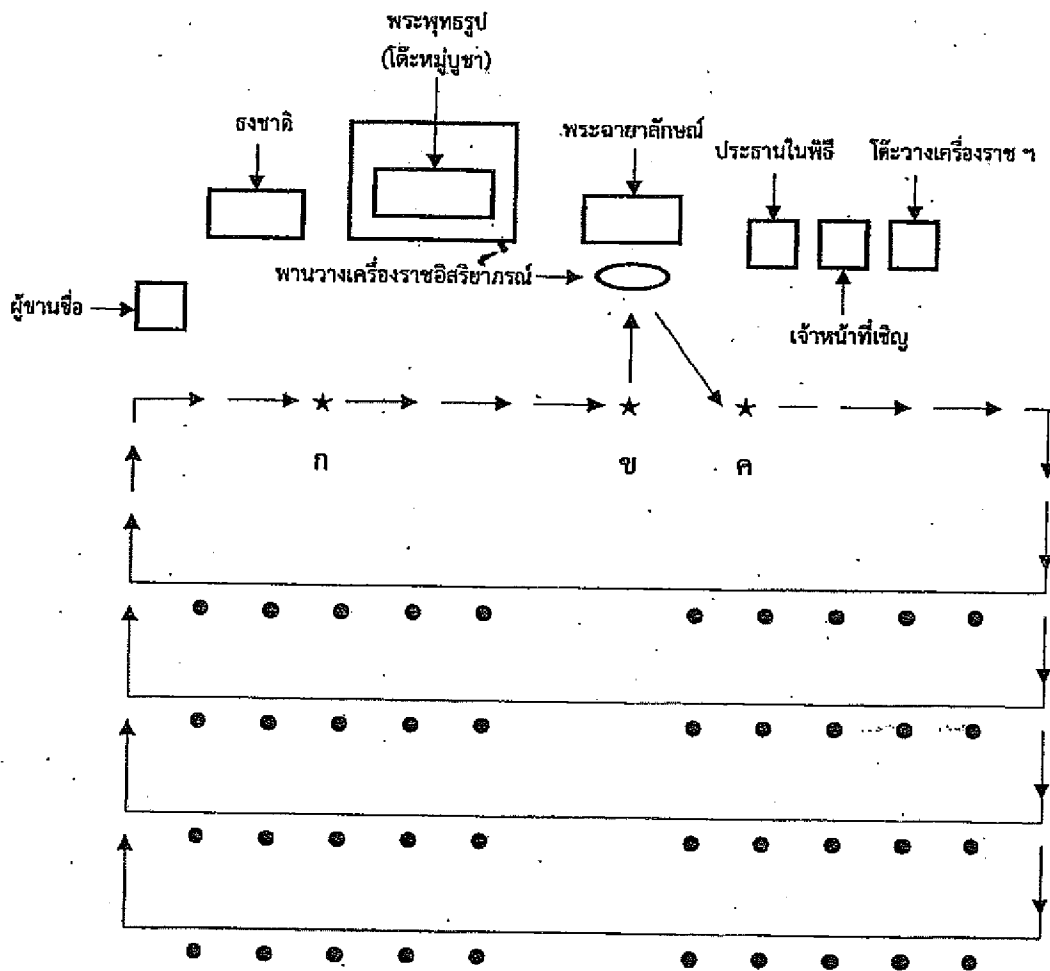 พระพุทธรูป
(โต๊ะหมู่บูชา)
ธงชาติ
พระฉายาลักษณ์
ประธานในพิธี
โต๊ะวางเครื่องราช ฯ
พานวางเครื่องราชอิสริยาภรณ์
ผู้ขานชื่อ
เจ้าหน้าที่เชิญ
ก
ข
ค